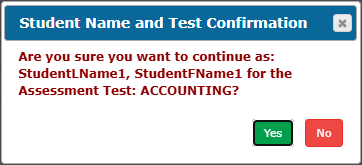 Student Name and Test Confirmation
Are you sure you want to continue as:
StudentLName1, StudentFName1 for the
Assessment Test: ACCOUNTING?
Yes No